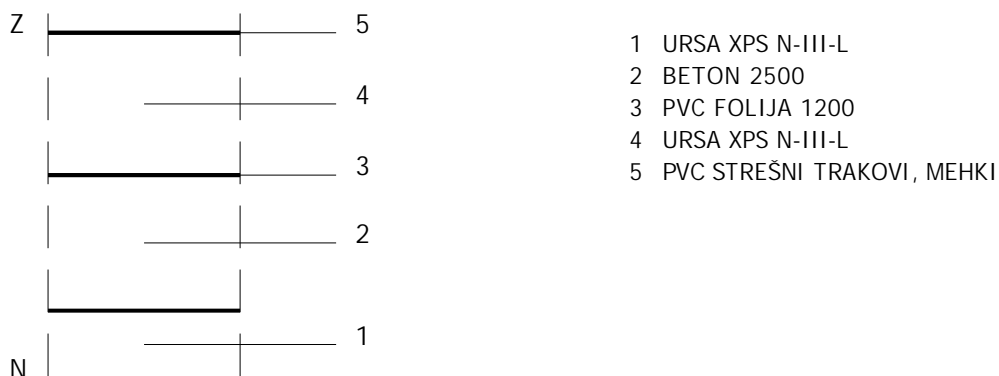 Z
5
4
3
2
1
N
1 URSA XPS N-III-L
2 BETON 2500
3 PVC FOLIJA 1200
4 URSA XPS N-III-L
5 PVC STREŠNI TRAKOVI, MEHKI